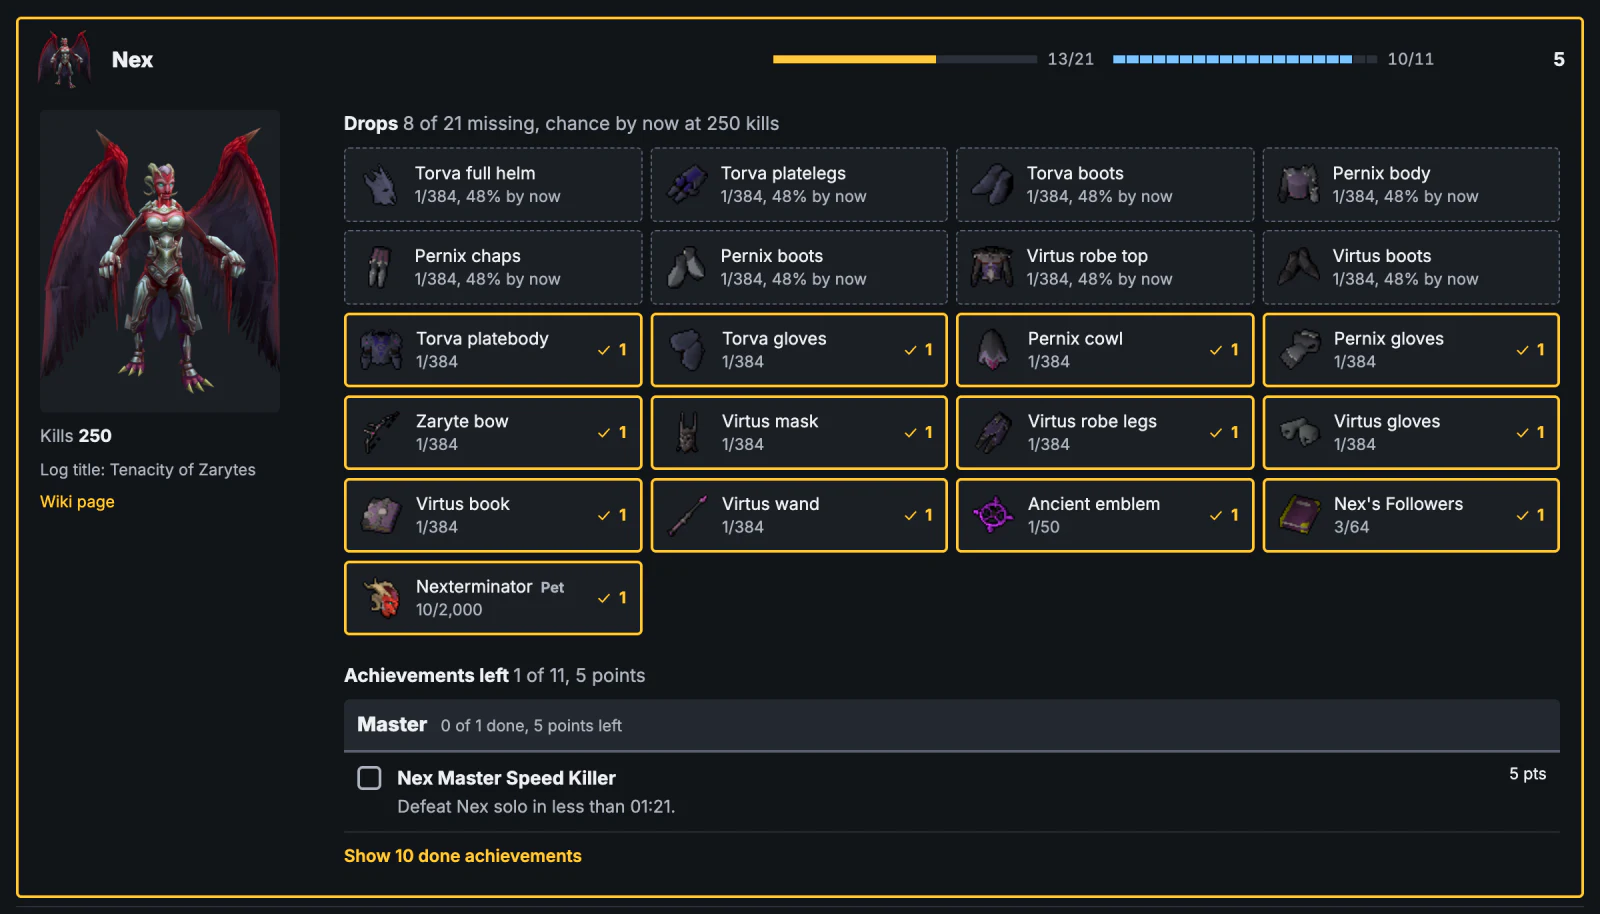 Nex
13/21
10/11
5
Drops 8 of 21 missing, chance by now at 250 kills
Torva full helm
1/384, 48% by now
Torva platelegs
1/384, 48% by now
Torva boots
1/384, 48% by now
Pernix body
1/384, 48% by now
Pernix chaps
1/384, 48% by now
Pernix boots
1/384, 48% by now
Virtus robe top
1/384, 48% by now
Virtus boots
1/384, 48% by now
Torva platebody
1/384
1
Torva gloves
1/384
1
Pernix cowl
1/384
1
Pernix gloves
1/384
1
Zaryte bow
1/384
1
Virtus mask
1/384
1
Virtus robe legs
1/384
1
Virtus gloves
1/384
1
Virtus book
1/384
1
Virtus wand
1/384
1
Ancient emblem
1/50
1
Nex's Followers
3/64
1
Nexterminator Pet
10/2,000
1
Kills 250
Log title: Tenacity of Zarytes
Wiki page
Achievements left 1 of 11, 5 points
Master 0 of 1 done, 5 points left
Nex Master Speed Killer
5 pts
Defeat Nex solo in less than 01:21.
Show 10 done achievements